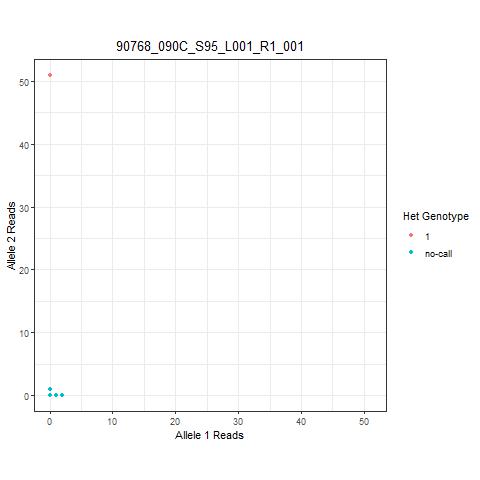 90768_090C_S95_L001_R1_001
50
40
30
20
10
0
0 10 20 30 40 50
Allele 1 Reads
Allele 2 Reads
Het Genotype
1
no-call